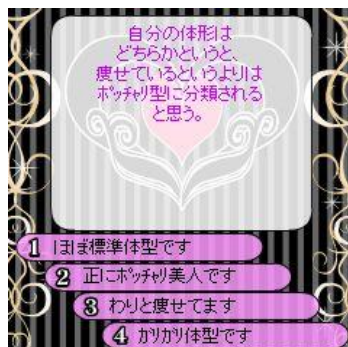 自分の体形は
どちらかというと、
痩せているというよりは
ポッチャリ型に分類される
と思う。
1 ほぼ標準体型です
2 正にポッチャリ美人です
3 わりと痩せてます
4 ガリガリ体型です